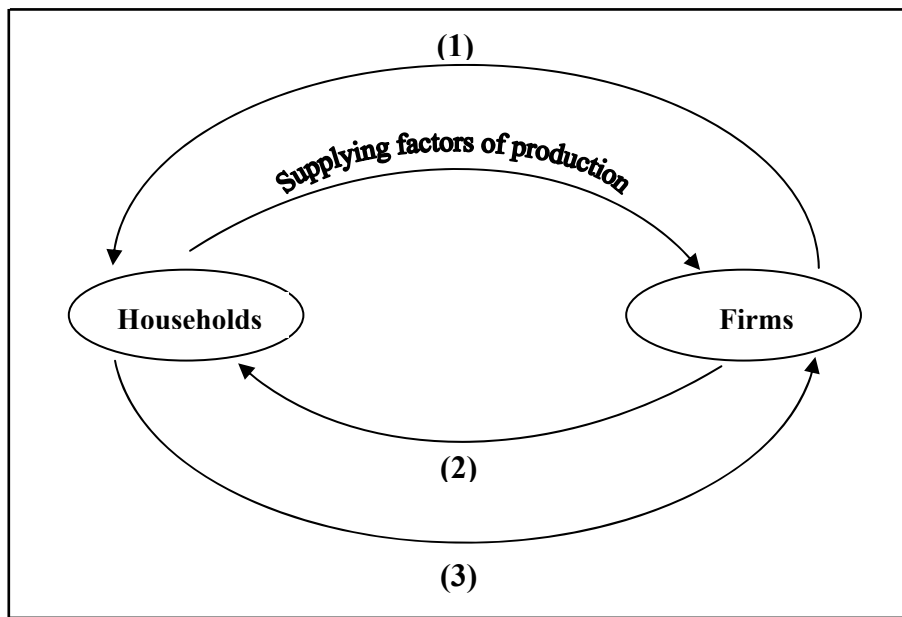 (1)
Supplying factors of production
Households
Firms
(2)
(3)